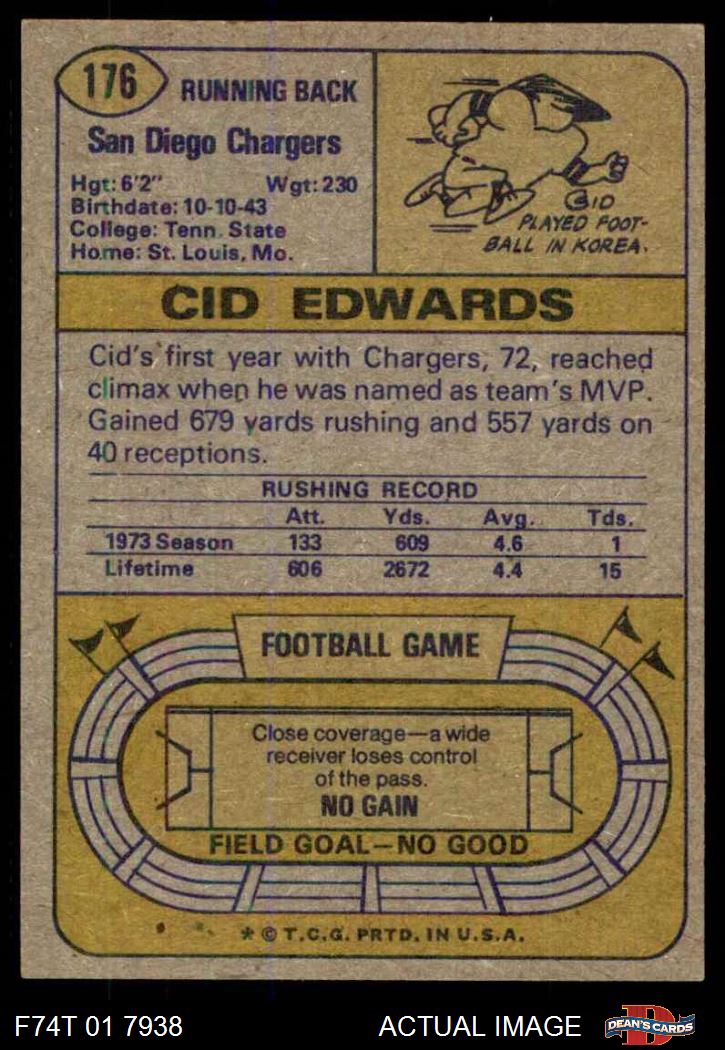 176
RUNNING BACK
San Diego Chargers
Hgt: 6'2" Wgt: 230
Birthdate: 10-10-43
College: Tenn. State
Home: St. Louis, Mo.
CID
PLAYED FOOT-
BALL IN KOREA.
CID EDWARDS
Cid's first year with Chargers, 72, reached
climax when he was named as team's MVP.
Gained 679 yards rushing and 557 yards on
40 receptions.
RUSHING RECORD
Att. Yds. Avg. Tds.
1973 Season 133 609 4.6 1
Lifetime 606 2672 4.4 15
FOOTBALL GAME
Close coverage—a wide
receiver loses control
of the pass.
NO GAIN
FIELD GOAL—NO GOOD
* © T.C.G. PRTD. IN U.S.A.
F74T 01 7938 ACTUAL IMAGE
DEAN'S CARDS